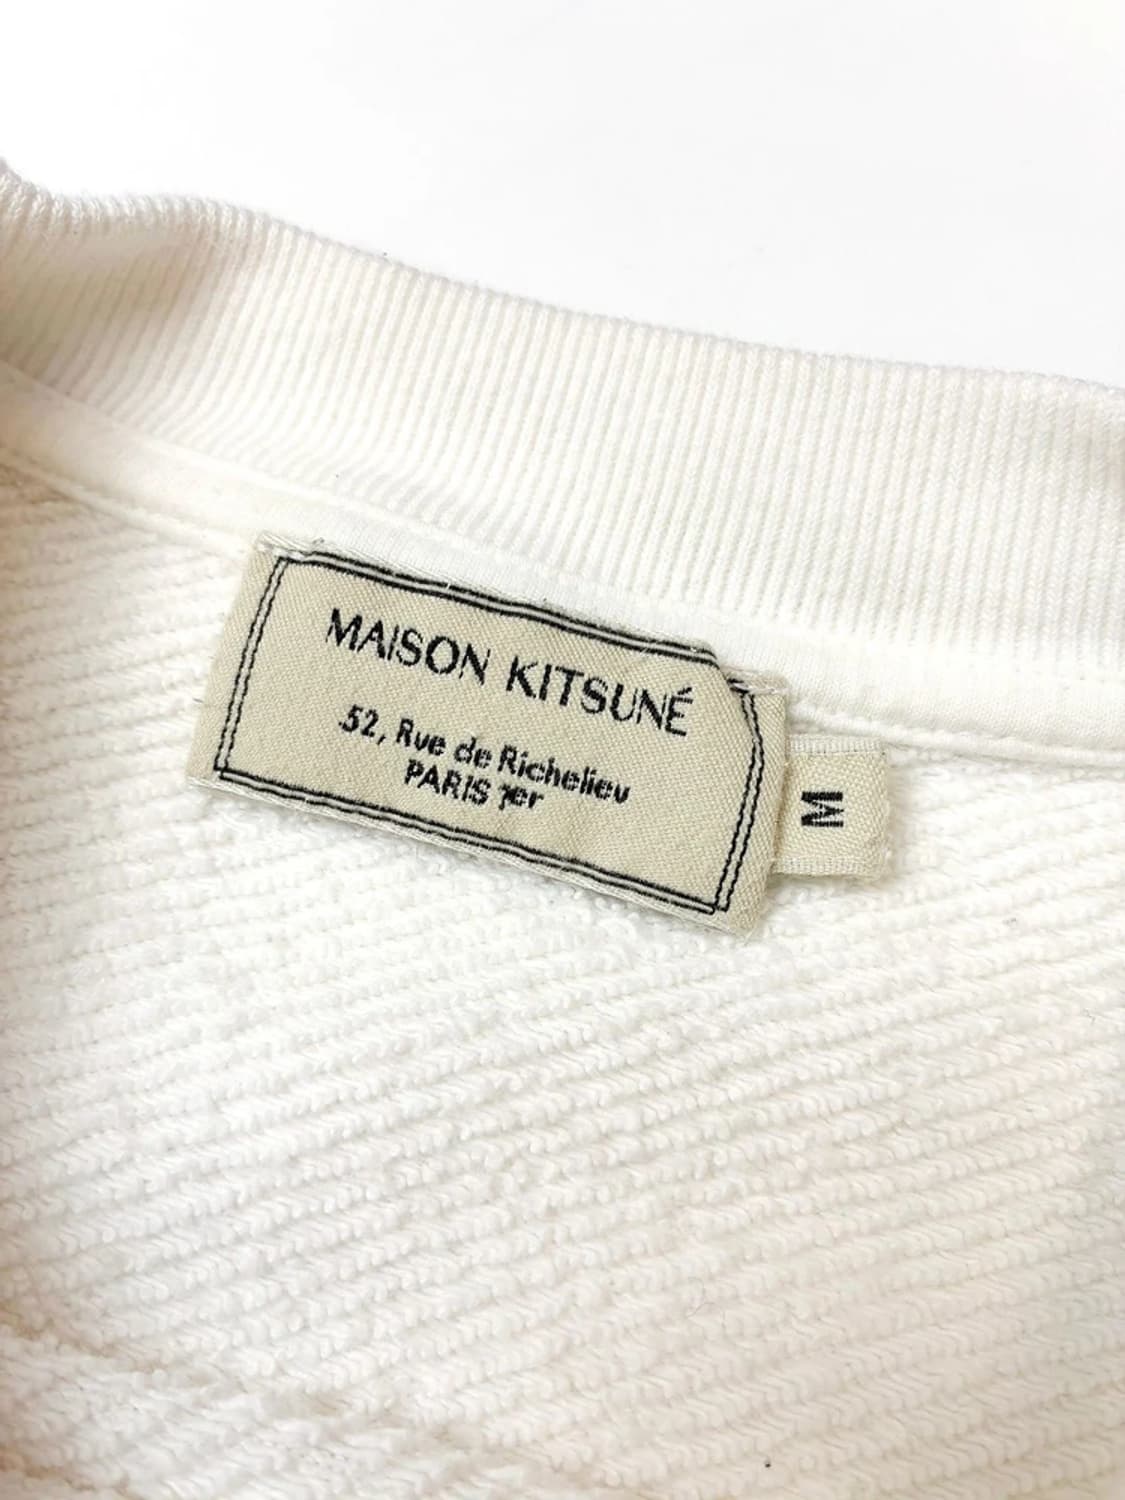 MAISON KITSUNÉ
52, Rue de Richelieu
PARIS 1er
M